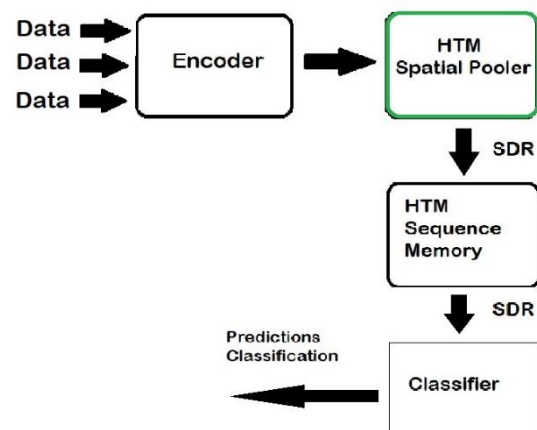 Data
Data
Data
Encoder
HTM
Spatial Pooler
SDR
HTM
Sequence
Memory
SDR
Classifier
Predictions
Classification